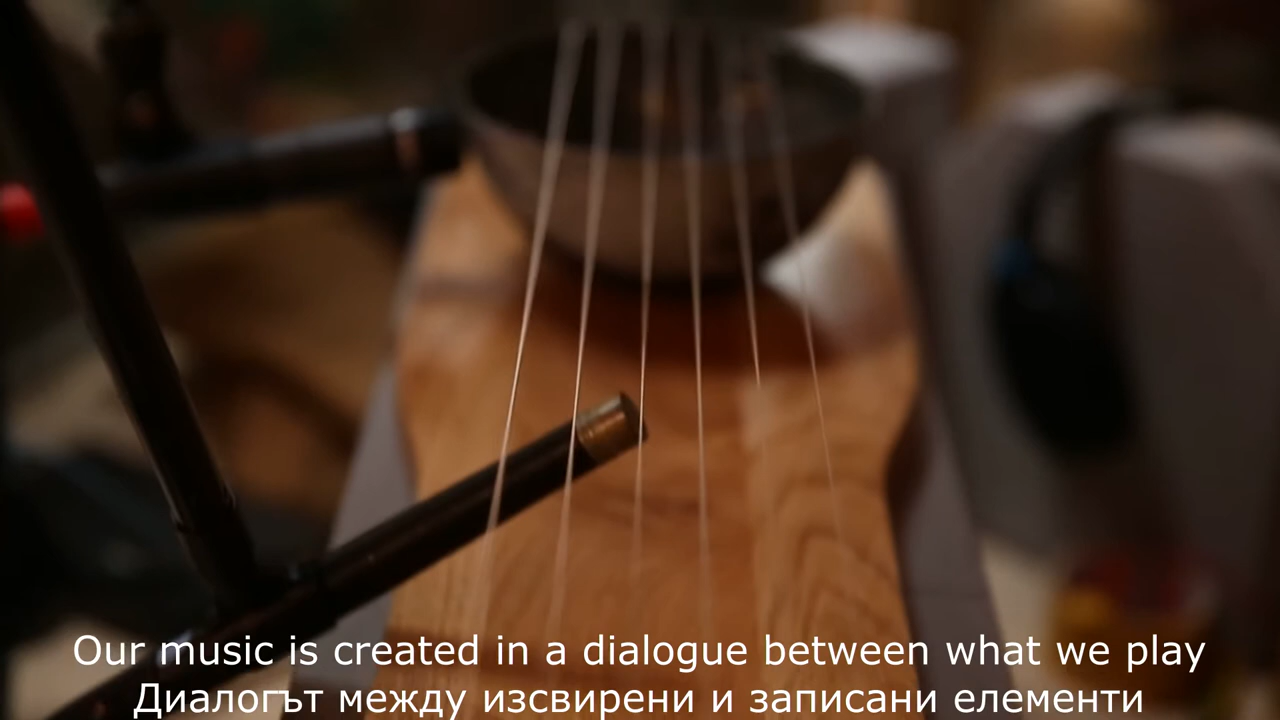 Our music is created in a dialogue between what we play
Диалогът между изсвирени и записани елементи